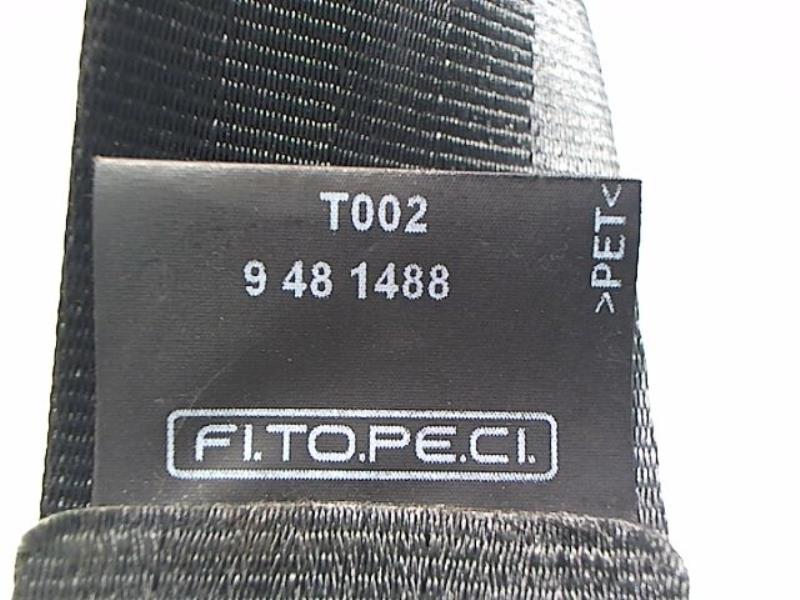 T002
9 48 1488
>PET<
FI.TO.PE.CI.